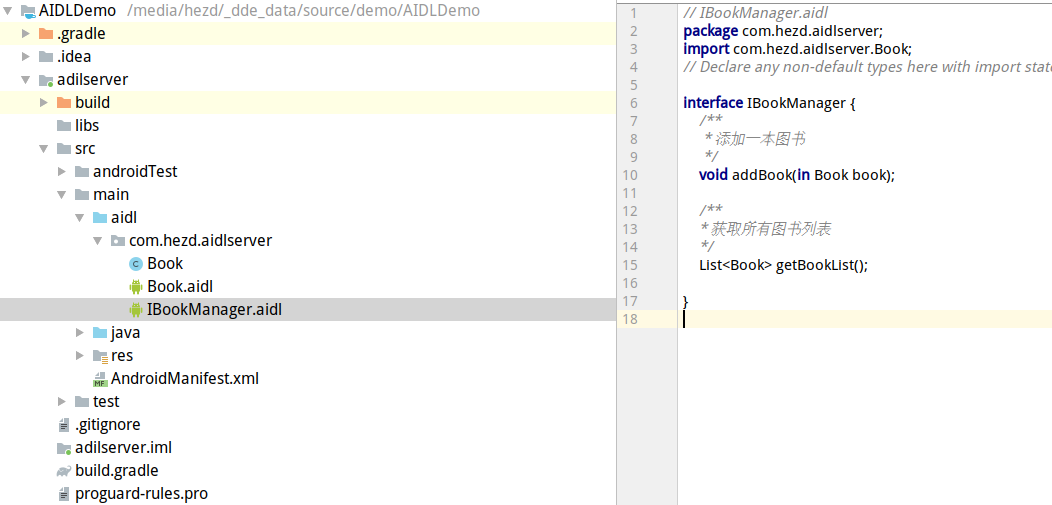 AIDLDemo /media/hezd/_dde_data/source/demo/AIDLDemo
.gradle
.idea
adilserver
build
libs
src
androidTest
main
aidl
com.hezd.aidlserver
Book
Book.aidl
IBookManager.aidl
java
res
AndroidManifest.xml
test
.gitignore
adilserver.iml
build.gradle
proguard-rules.pro
1 // IBookManager.aidl
2 package com.hezd.aidlserver;
3 import com.hezd.aidlserver.Book;
4 // Declare any non-default types here with import state
5
6 interface IBookManager {
7 /**
8 * 添加一本图书
9 */
10 void addBook(in Book book);
11
12 /**
13 * 获取所有图书列表
14 */
15 List<Book> getBookList();
16
17 }
18